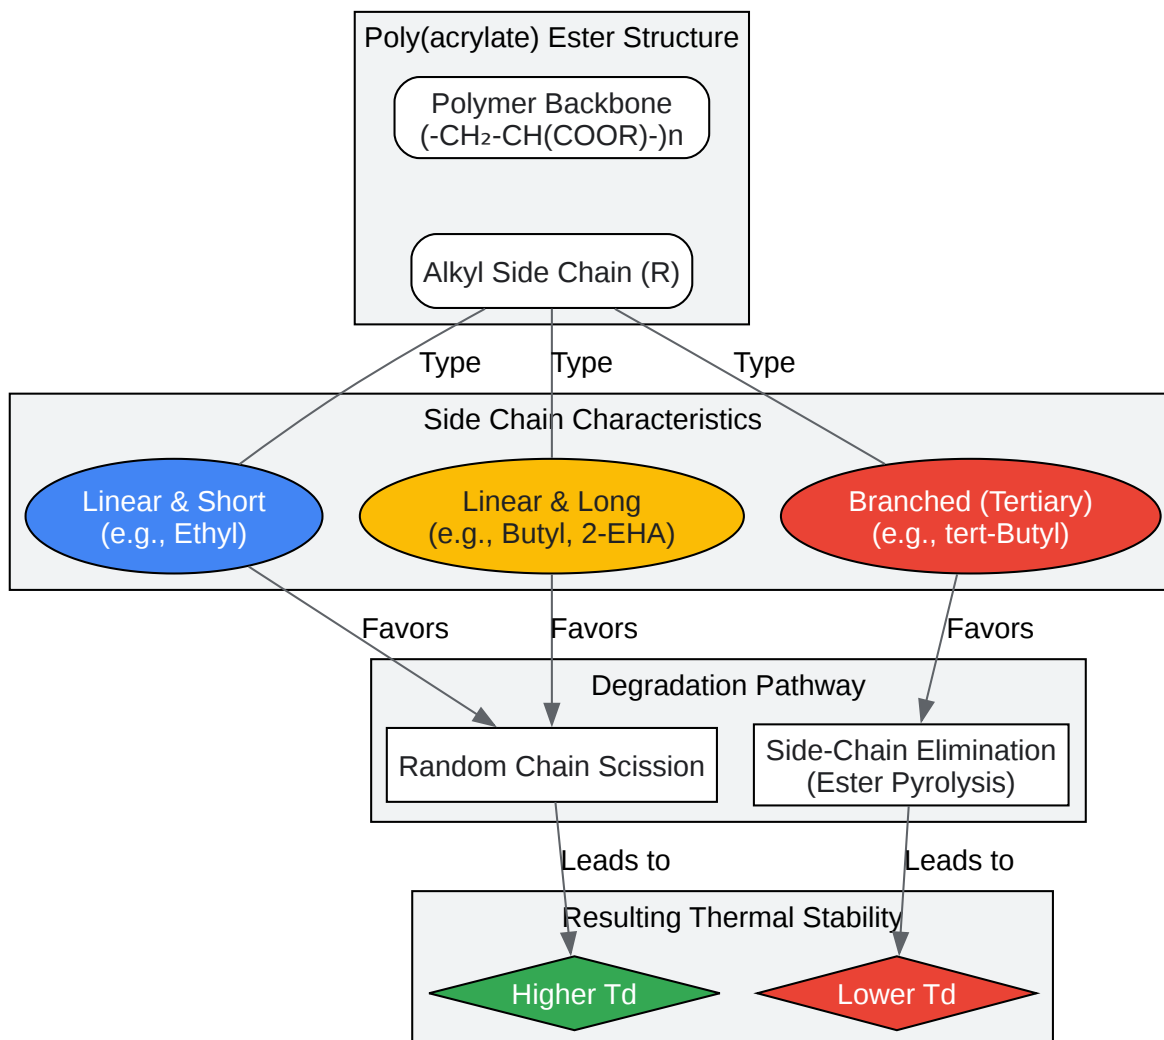 Poly(acrylate) Ester Structure
Polymer Backbone
(-CH₂-CH(COOR)-)n
Alkyl Side Chain (R)
Type
Type
Type
Side Chain Characteristics
Linear & Short
(e.g., Ethyl)
Linear & Long
(e.g., Butyl, 2-EHA)
Branched (Tertiary)
(e.g., tert-Butyl)
Favors
Favors
Favors
Degradation Pathway
Random Chain Scission
Side-Chain Elimination
(Ester Pyrolysis)
Leads to
Leads to
Resulting Thermal Stability
Higher Td
Lower Td